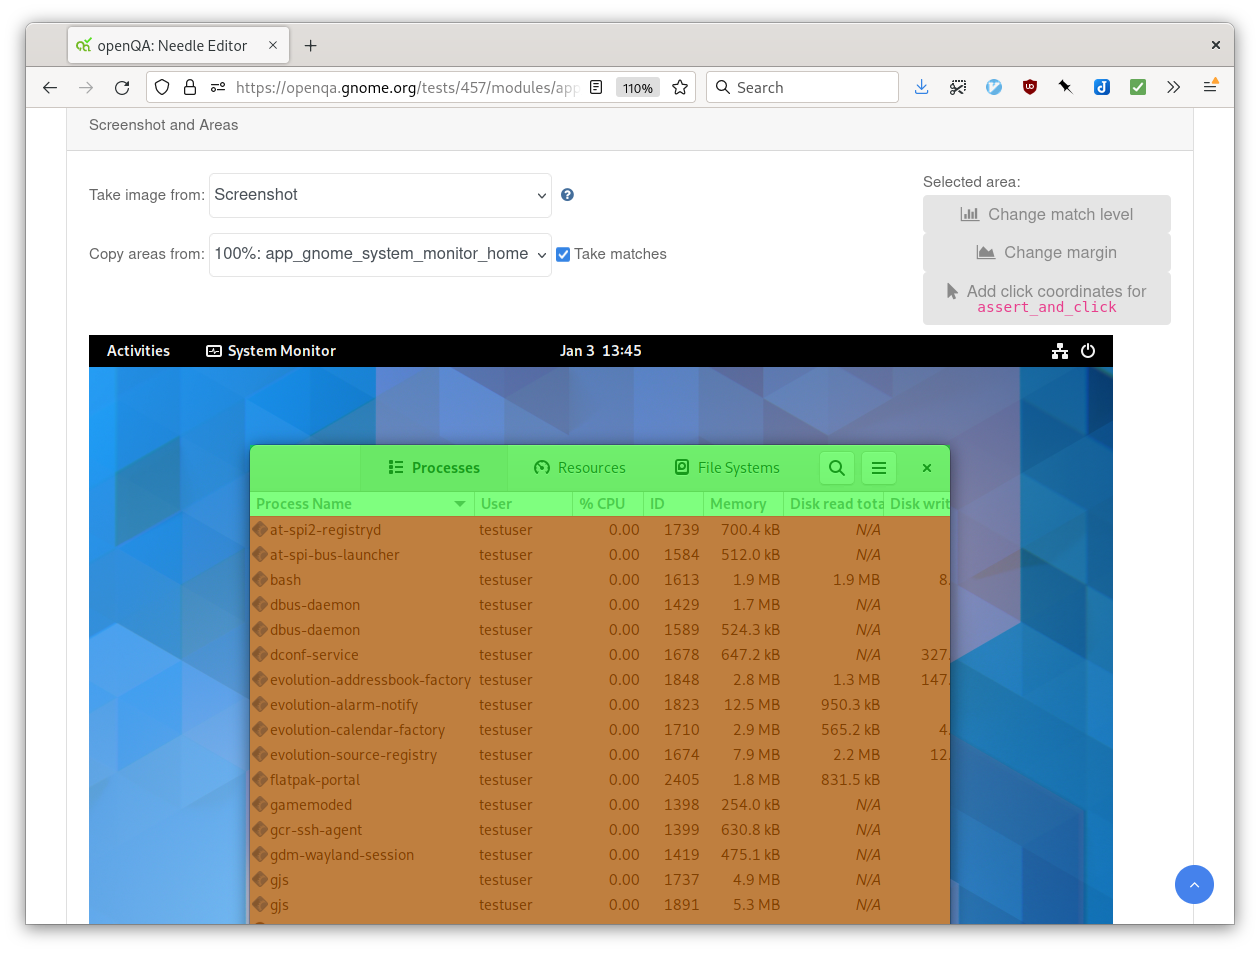 openQA: Needle Editor
https://openqa.gnome.org/tests/457/modules/app
110%
Search
Screenshot and Areas
Take image from: Screenshot
Selected area:
Change match level
Copy areas from: 100%: app_gnome_system_monitor_home Take matches
Change margin
Add click coordinates for
assert_and_click
Activities System Monitor Jan 3 13:45
Processes Resources File Systems
Process Name User % CPU ID Memory Disk read tota Disk writ
at-spi2-registryd testuser 0.00 1739 700.4 kB N/A
at-spi-bus-launcher testuser 0.00 1584 512.0 kB N/A
bash testuser 0.00 1613 1.9 MB 1.9 MB 8.
dbus-daemon testuser 0.00 1429 1.7 MB N/A
dbus-daemon testuser 0.00 1589 524.3 kB N/A
dconf-service testuser 0.00 1678 647.2 kB N/A 327.
evolution-addressbook-factory testuser 0.00 1848 2.8 MB 1.3 MB 147.
evolution-alarm-notify testuser 0.00 1823 12.5 MB 950.3 kB
evolution-calendar-factory testuser 0.00 1710 2.9 MB 565.2 kB 4.
evolution-source-registry testuser 0.00 1674 7.9 MB 2.2 MB 12.
flatpak-portal testuser 0.00 2405 1.8 MB 831.5 kB
gamemoded testuser 0.00 1398 254.0 kB N/A
gcr-ssh-agent testuser 0.00 1399 630.8 kB N/A
gdm-wayland-session testuser 0.00 1419 475.1 kB N/A
gjs testuser 0.00 1737 4.9 MB N/A
gjs testuser 0.00 1891 5.3 MB N/A